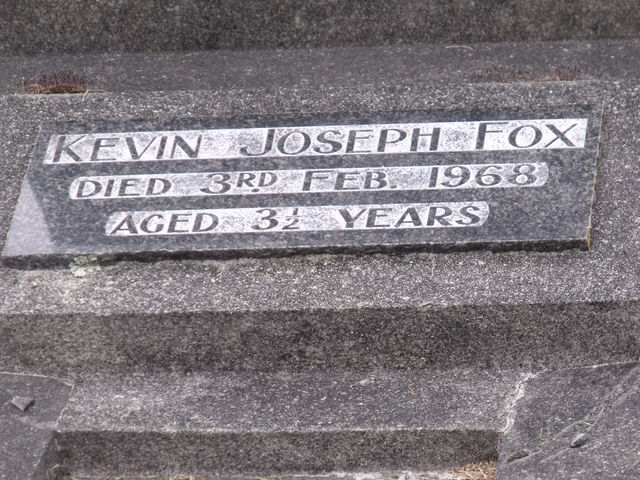 KEVIN JOSEPH FOX
DIED 3RD. FEB. 1968
AGED 3½ YEARS